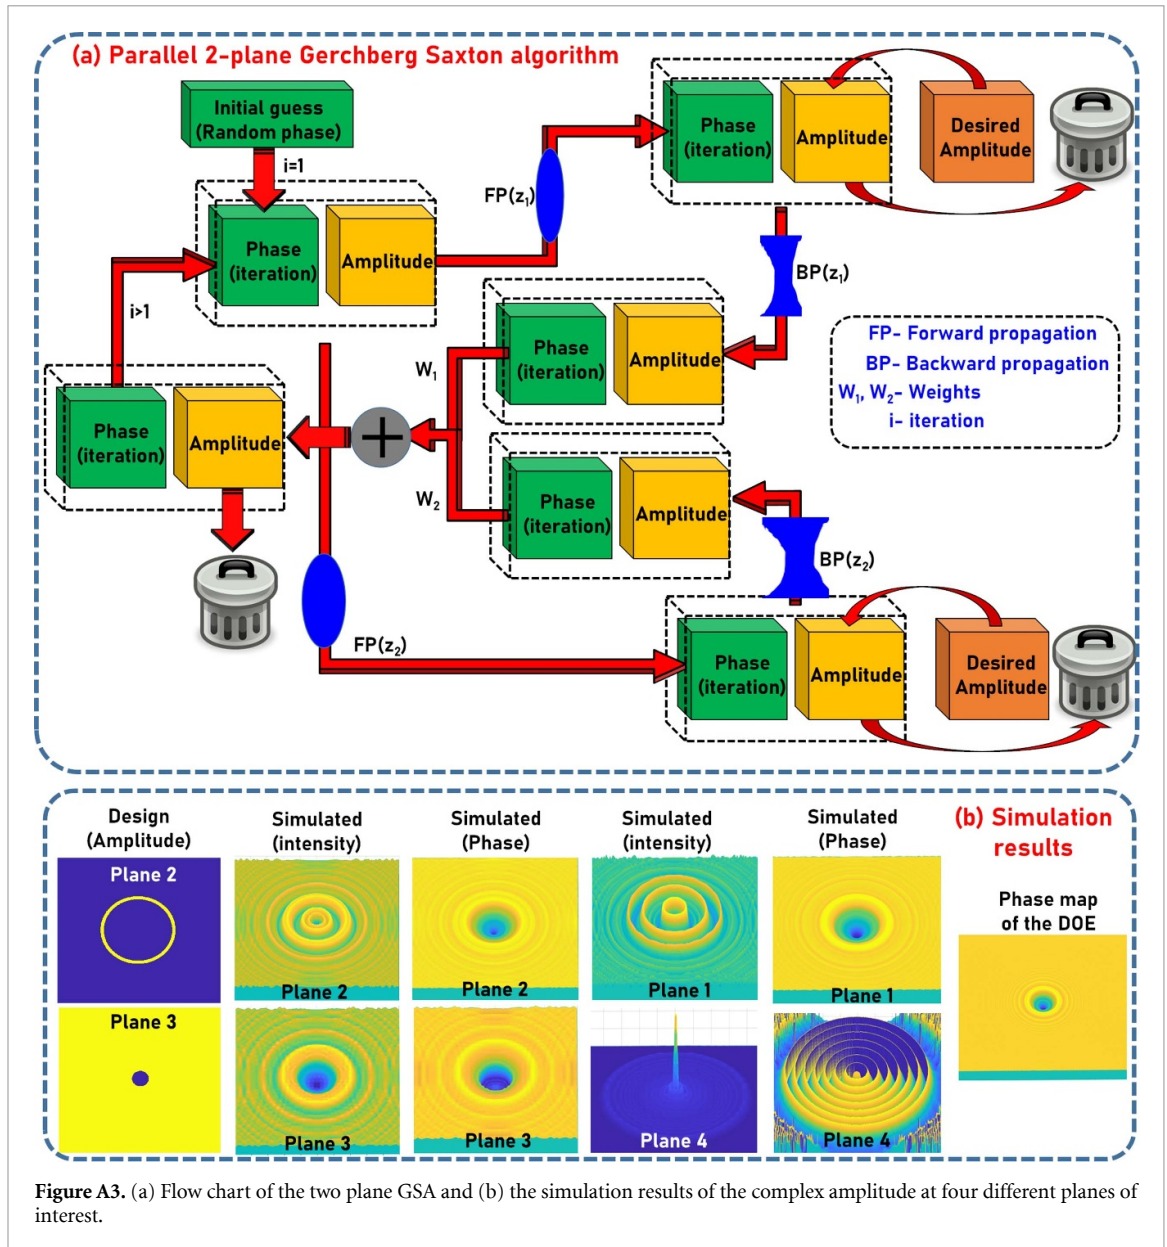 (a) Parallel 2-plane Gerchberg Saxton algorithm
Initial guess
(Random phase)
i=1
Phase
(iteration)
Amplitude
FP(z₁)
Phase
(iteration)
Amplitude
Desired
Amplitude
BP(z₁)
i>1
Phase
(iteration)
Amplitude
W₁
W₂
Phase
(iteration)
Amplitude
Phase
(iteration)
Amplitude
FP- Forward propagation
BP- Backward propagation
W₁, W₂- Weights
i- iteration
BP(z₂)
FP(z₂)
Phase
(iteration)
Amplitude
Desired
Amplitude
Design
(Amplitude)
Simulated
(intensity)
Simulated
(Phase)
Simulated
(intensity)
Simulated
(Phase)
(b) Simulation
results
Phase map
of the DOE
Plane 2
Plane 2
Plane 2
Plane 1
Plane 1
Plane 3
Plane 3
Plane 3
Plane 4
Plane 4
Figure A3. (a) Flow chart of the two plane GSA and (b) the simulation results of the complex amplitude at four different planes of
interest.